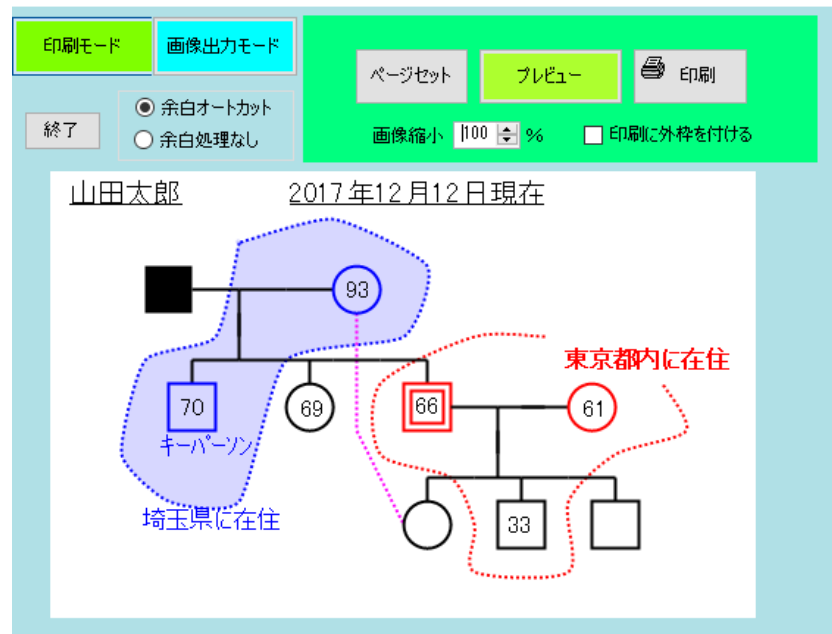 印刷モード
画像出力モード
ページセット
プレビュー
印刷
終了
余白オートカット
余白処理なし
画像縮小 100 %
印刷に外枠を付ける
山田太郎 2017年12月12日現在
93
東京都内に在住
70
69
66
61
キーパーソン
埼玉県に在住
33